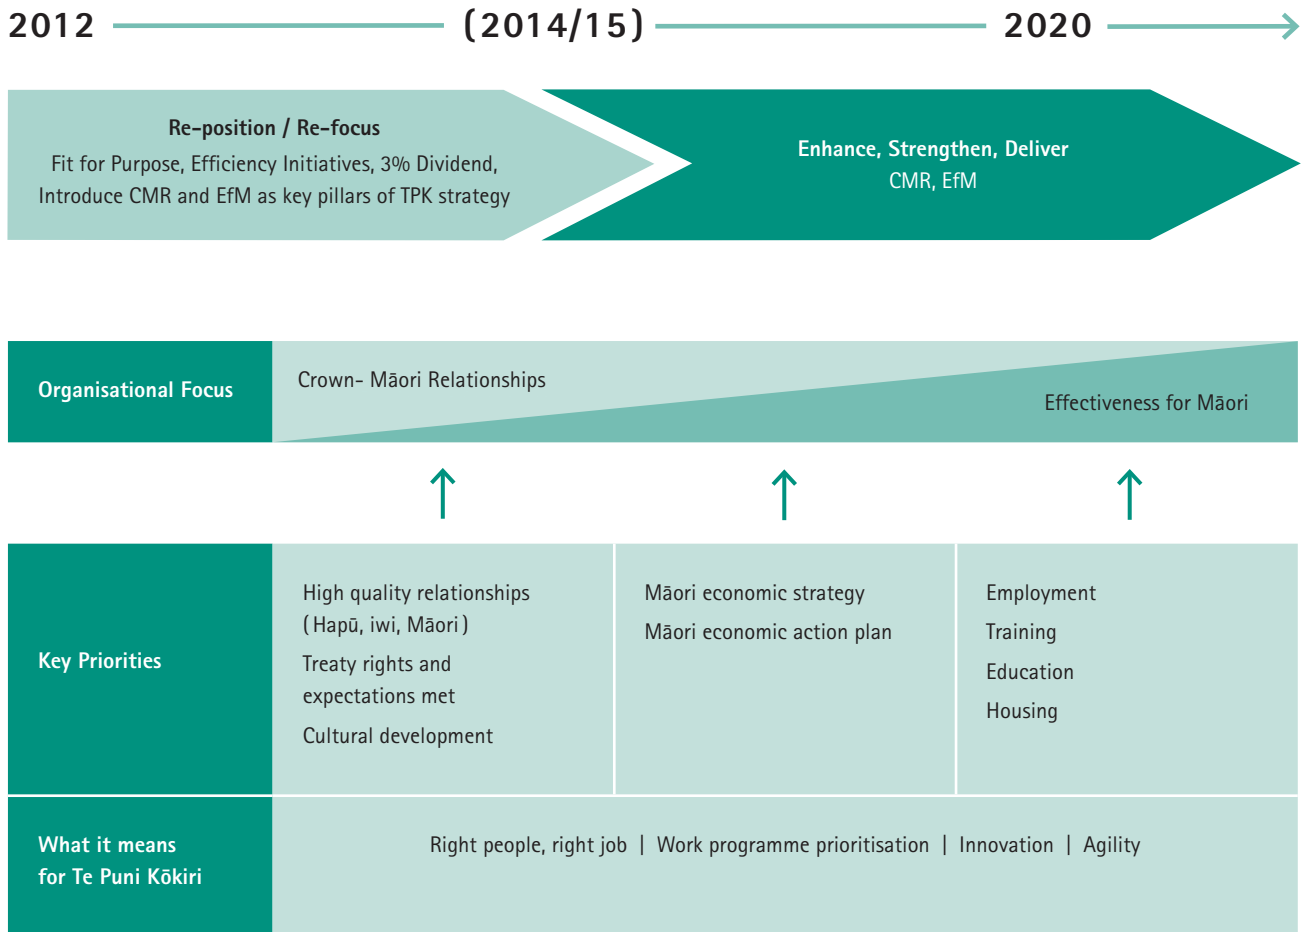 2012
(2014/15)
2020
Re-position / Re-focus
Fit for Purpose, Efficiency Initiatives, 3% Dividend,
Introduce CMR and EfM as key pillars of TPK strategy
Enhance, Strengthen, Deliver
CMR, EfM
Organisational Focus
Crown- Māori Relationships
Effectiveness for Māori
Key Priorities
High quality relationships
(Hapū, iwi, Māori)
Treaty rights and
expectations met
Cultural development
Māori economic strategy
Māori economic action plan
Employment
Training
Education
Housing
What it means
for Te Puni Kōkiri
Right people, right job | Work programme prioritisation | Innovation | Agility